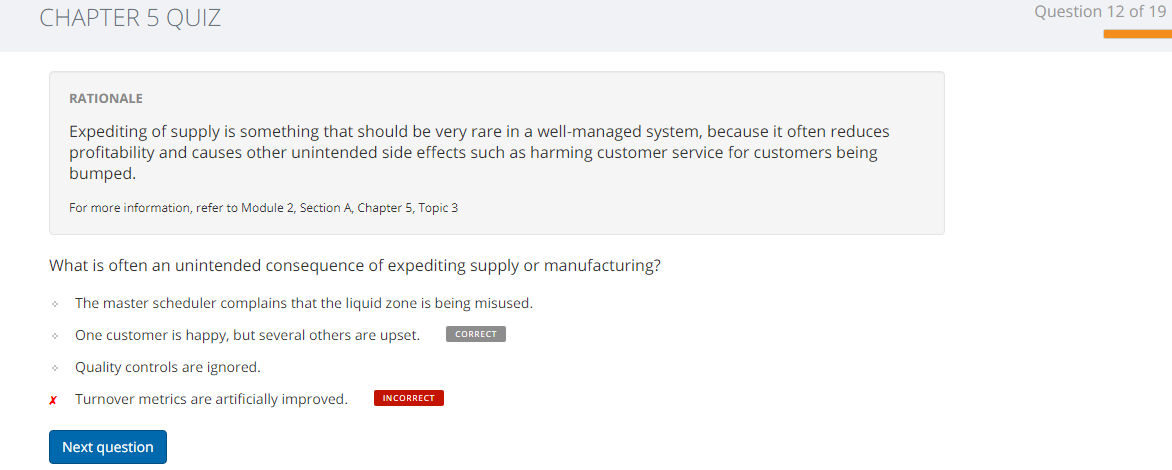 CHAPTER 5 QUIZ
Question 12 of 19
RATIONALE
Expediting of supply is something that should be very rare in a well-managed system, because it often reduces
profitability and causes other unintended side effects such as harming customer service for customers being
bumped.
For more information, refer to Module 2, Section A, Chapter 5, Topic 3
What is often an unintended consequence of expediting supply or manufacturing?
The master scheduler complains that the liquid zone is being misused.
One customer is happy, but several others are upset. CORRECT
Quality controls are ignored.
✗ Turnover metrics are artificially improved. INCORRECT
Next question